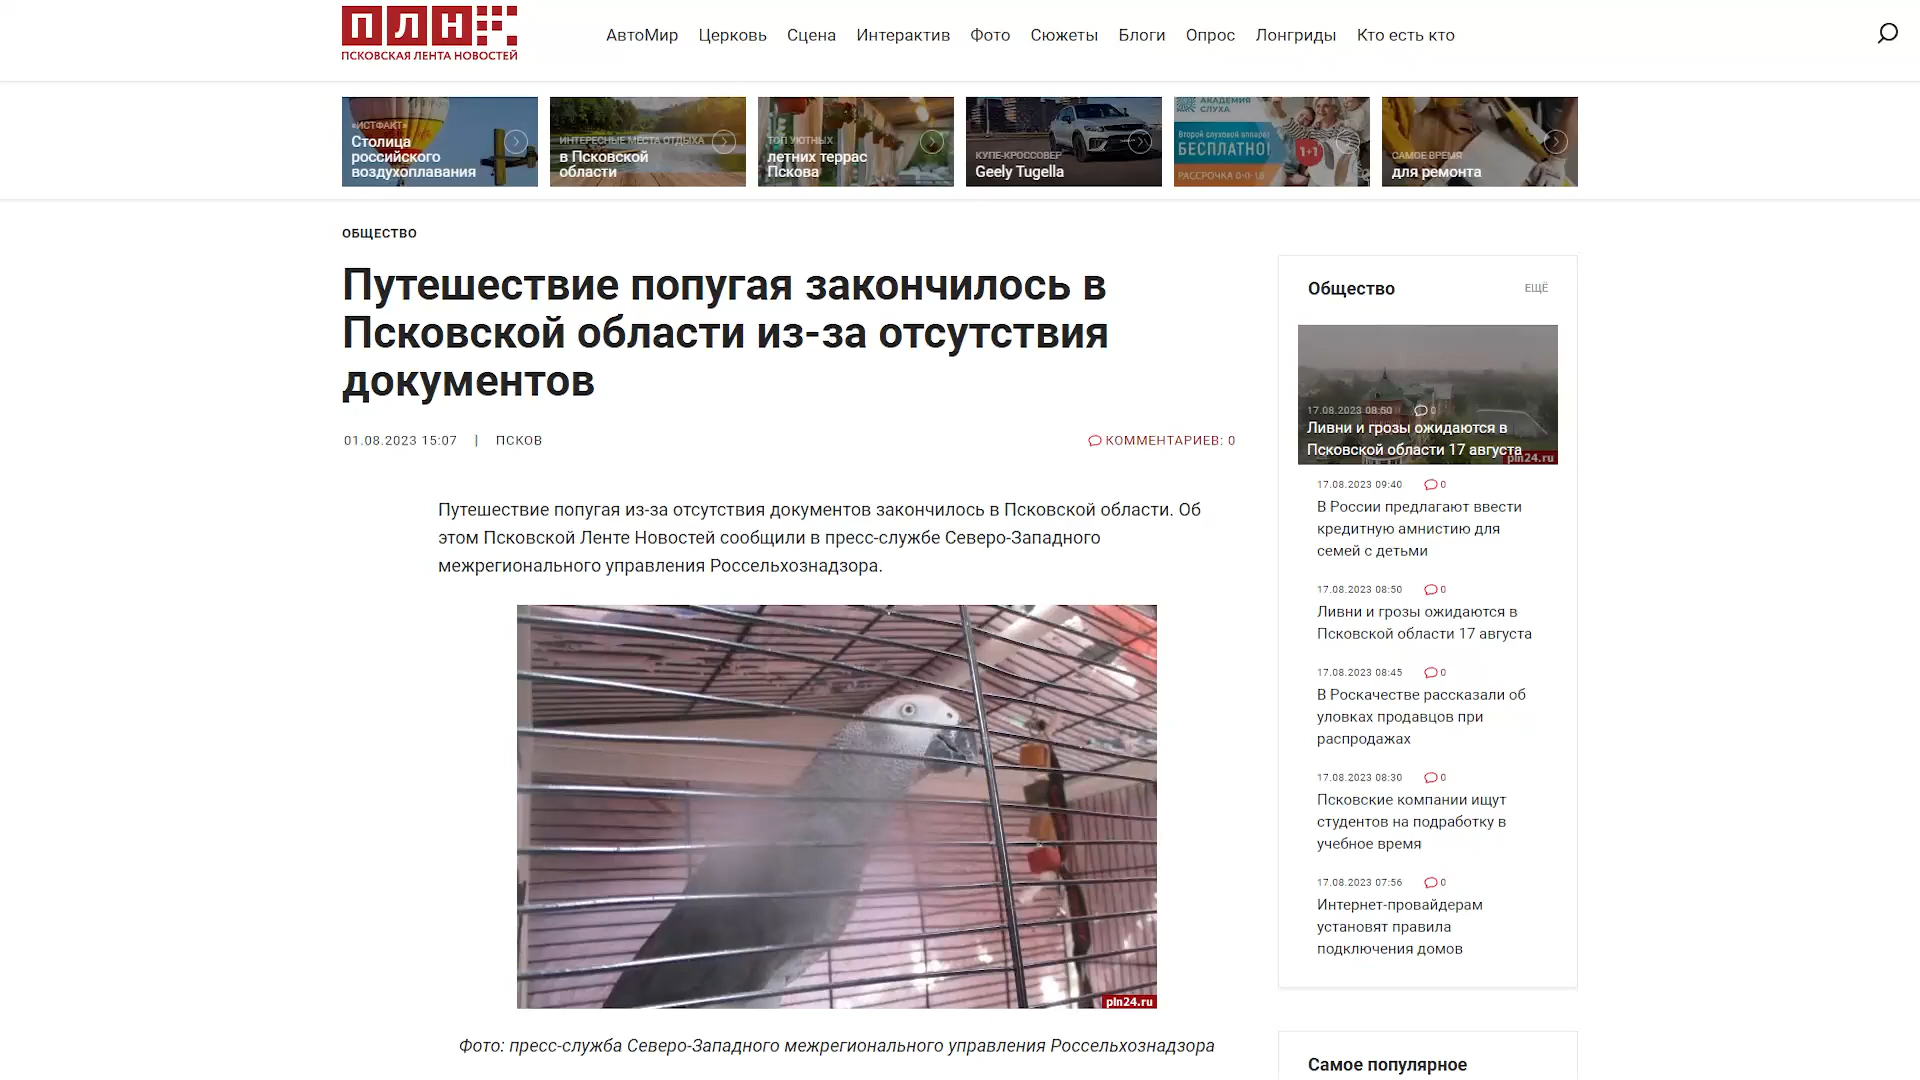 ПЛН
ПСКОВСКАЯ ЛЕНТА НОВОСТЕЙ
АвтоМир Церковь Сцена Интерактив Фото Сюжеты Блоги Опрос Лонгриды Кто есть кто
«ИСТФАКТ»
Столица
российского
воздухоплавания
ИНТЕРЕСНЫЕ МЕСТА ОТДЫХА
в Псковской
области
ТОП УЮТНЫХ
летних террас
Пскова
КУПЕ-КРОССОВЕР
Geely Tugella
АКАДЕМИЯ
СЛУХА
Второй слуховой аппарат
БЕСПЛАТНО!
1+1
РАССРОЧКА 0-0-18
САМОЕ ВРЕМЯ
для ремонта
ОБЩЕСТВО
Путешествие попугая закончилось в
Псковской области из-за отсутствия
документов
01.08.2023 15:07 | ПСКОВ
КОММЕНТАРИЕВ: 0
Путешествие попугая из-за отсутствия документов закончилось в Псковской области. Об
этом Псковской Ленте Новостей сообщили в пресс-службе Северо-Западного
межрегионального управления Россельхознадзора.
pln24.ru
Фото: пресс-служба Северо-Западного межрегионального управления Россельхознадзора
Общество
ЕЩЁ
17.08.2023 08:50 0
Ливни и грозы ожидаются в
Псковской области 17 августа
pln24.ru
17.08.2023 09:40 0
В России предлагают ввести
кредитную амнистию для
семей с детьми
17.08.2023 08:50 0
Ливни и грозы ожидаются в
Псковской области 17 августа
17.08.2023 08:45 0
В Роскачестве рассказали об
уловках продавцов при
распродажах
17.08.2023 08:30 0
Псковские компании ищут
студентов на подработку в
учебное время
17.08.2023 07:56 0
Интернет-провайдерам
установят правила
подключения домов
Самое популярное